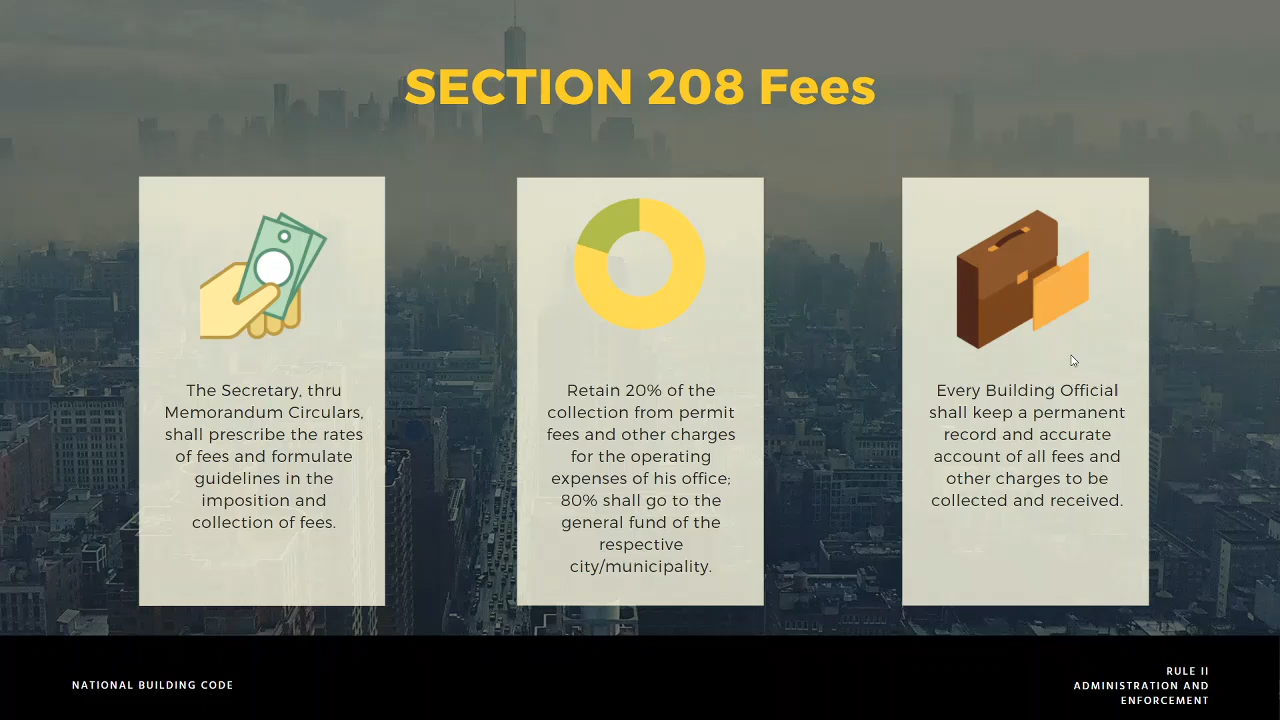 SECTION 208 Fees
The Secretary, thru
Memorandum Circulars,
shall prescribe the rates
of fees and formulate
guidelines in the
imposition and
collection of fees.
Retain 20% of the
collection from permit
fees and other charges
for the operating
expenses of his office;
80% shall go to the
general fund of the
respective
city/municipality.
Every Building Official
shall keep a permanent
record and accurate
account of all fees and
other charges to be
collected and received.
NATIONAL BUILDING CODE
RULE II
ADMINISTRATION AND
ENFORCEMENT